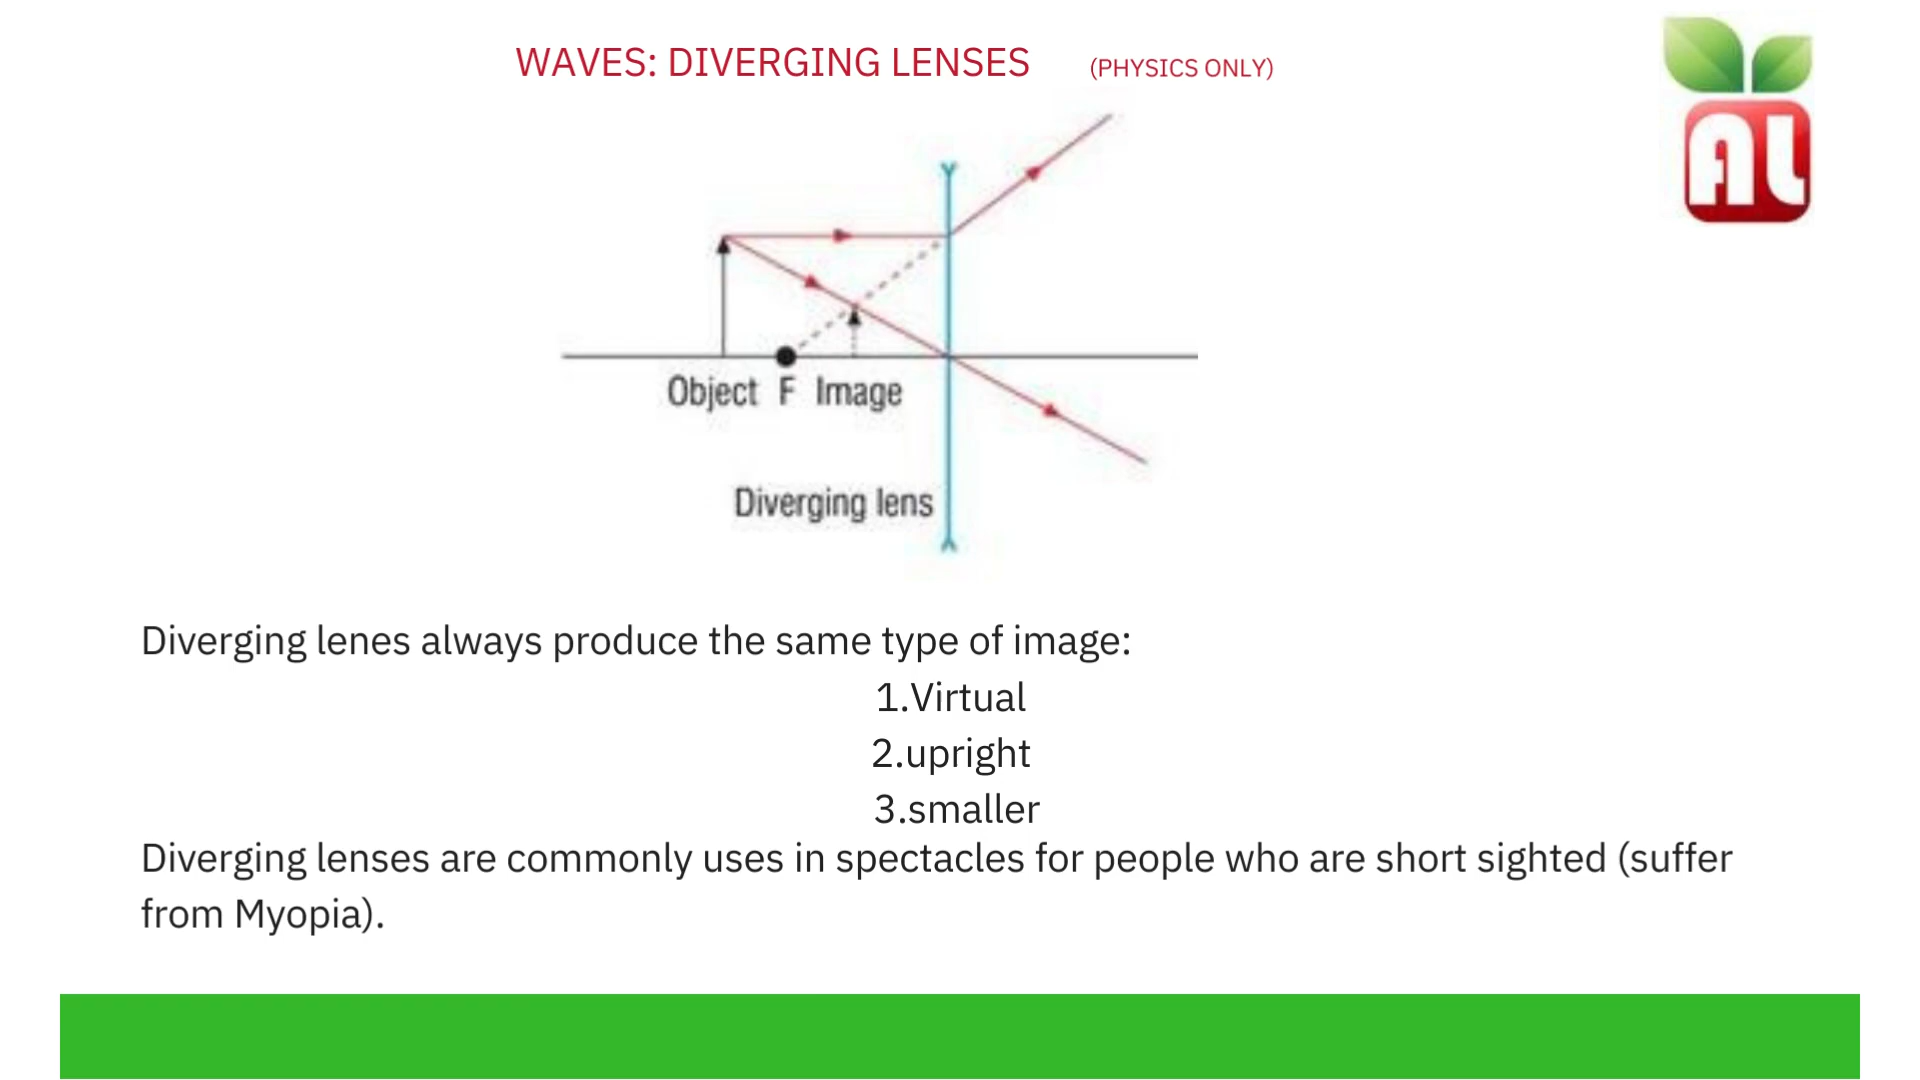 WAVES: DIVERGING LENSES (PHYSICS ONLY)
AL
Object F Image
Diverging lens
Diverging lenes always produce the same type of image:
1.Virtual
2.upright
3.smaller
Diverging lenses are commonly uses in spectacles for people who are short sighted (suffer
from Myopia).